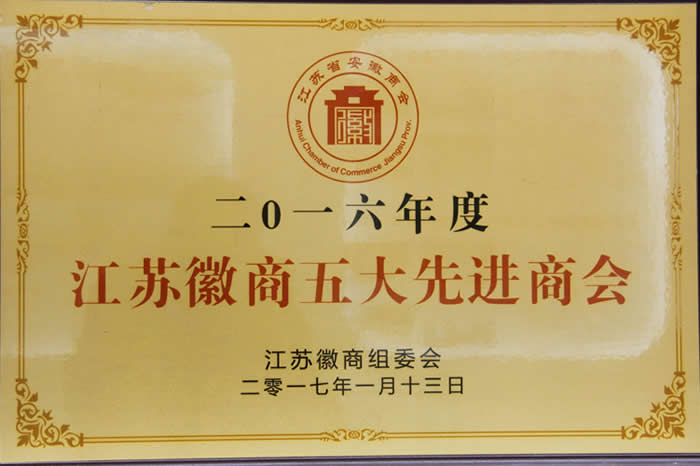 江苏省安徽商会
徽
Anhui Chamber of Commerce Jiangsu Prov.
二0一六年度
江苏徽商五大先进商会
江苏徽商组委会
二零一七年一月十三日